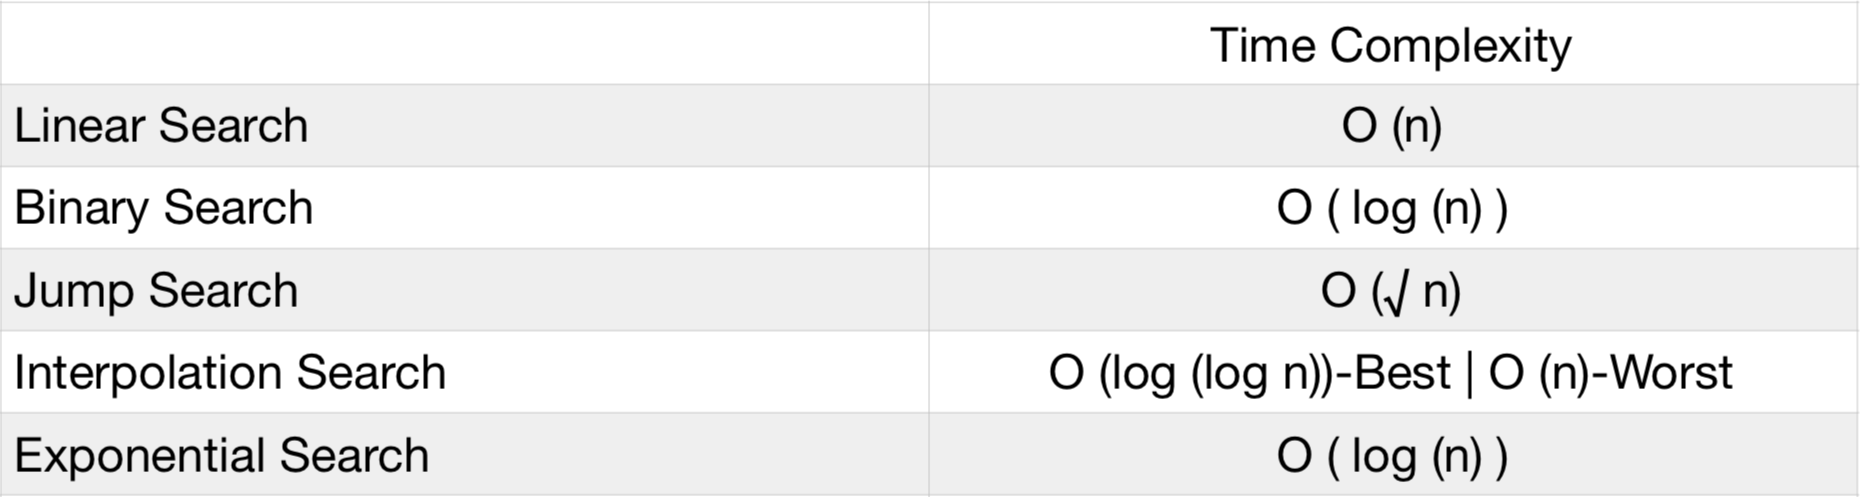 Time Complexity
Linear Search O (n)
Binary Search O ( log (n) )
Jump Search O (√ n)
Interpolation Search O (log (log n))-Best | O (n)-Worst
Exponential Search O ( log (n) )